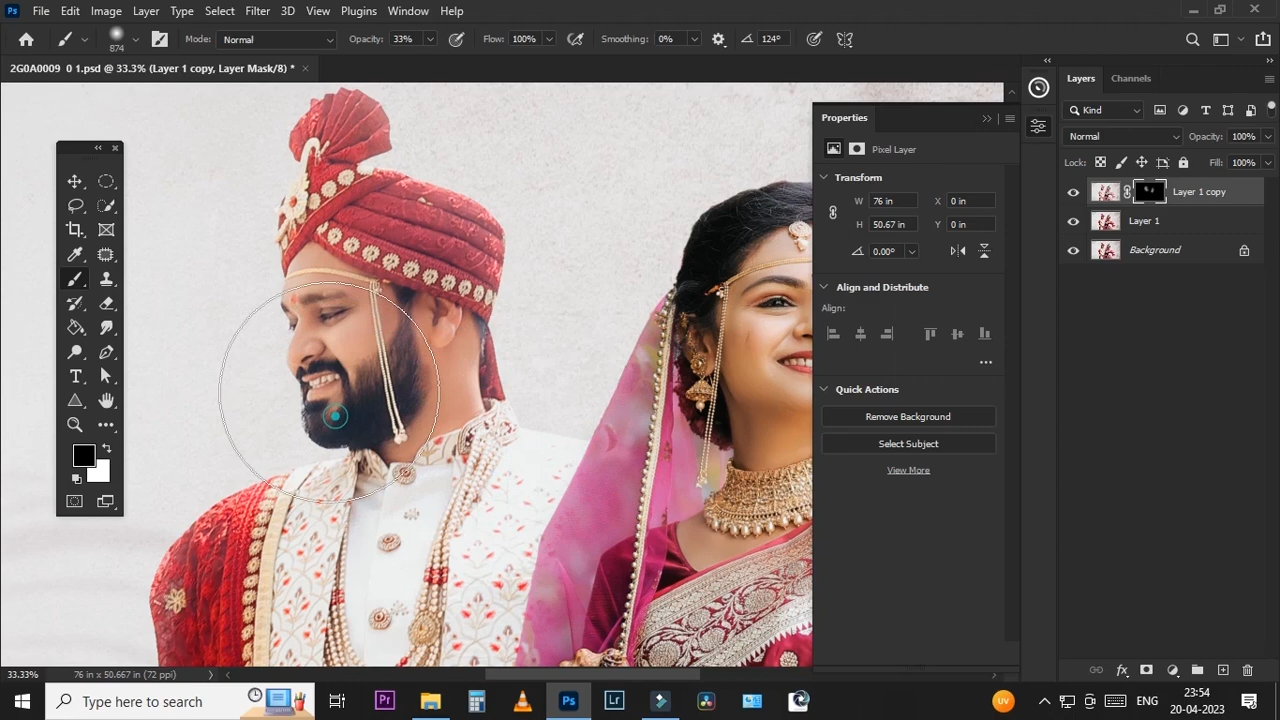 Ps File Edit Image Layer Type Select Filter 3D View Plugins Window Help
874 Mode: Normal Opacity: 33% Flow: 100% Smoothing: 0% 124°
2G0A0009 0 1.psd @ 33.3% (Layer 1 copy, Layer Mask/8) * ×
Layers Channels
Kind
Normal Opacity: 100%
Lock: Fill: 100%
Layer 1 copy
Layer 1
Background
Properties
Pixel Layer
Transform
W 76 in X 0 in
H 50.67 in Y 0 in
0.00°
Align and Distribute
Align:
Quick Actions
Remove Background
Select Subject
View More
33.33% 76 in x 50.667 in (72 ppi)
Type here to search
Pr Ps Lr UV ENG 23:54
20-04-2023